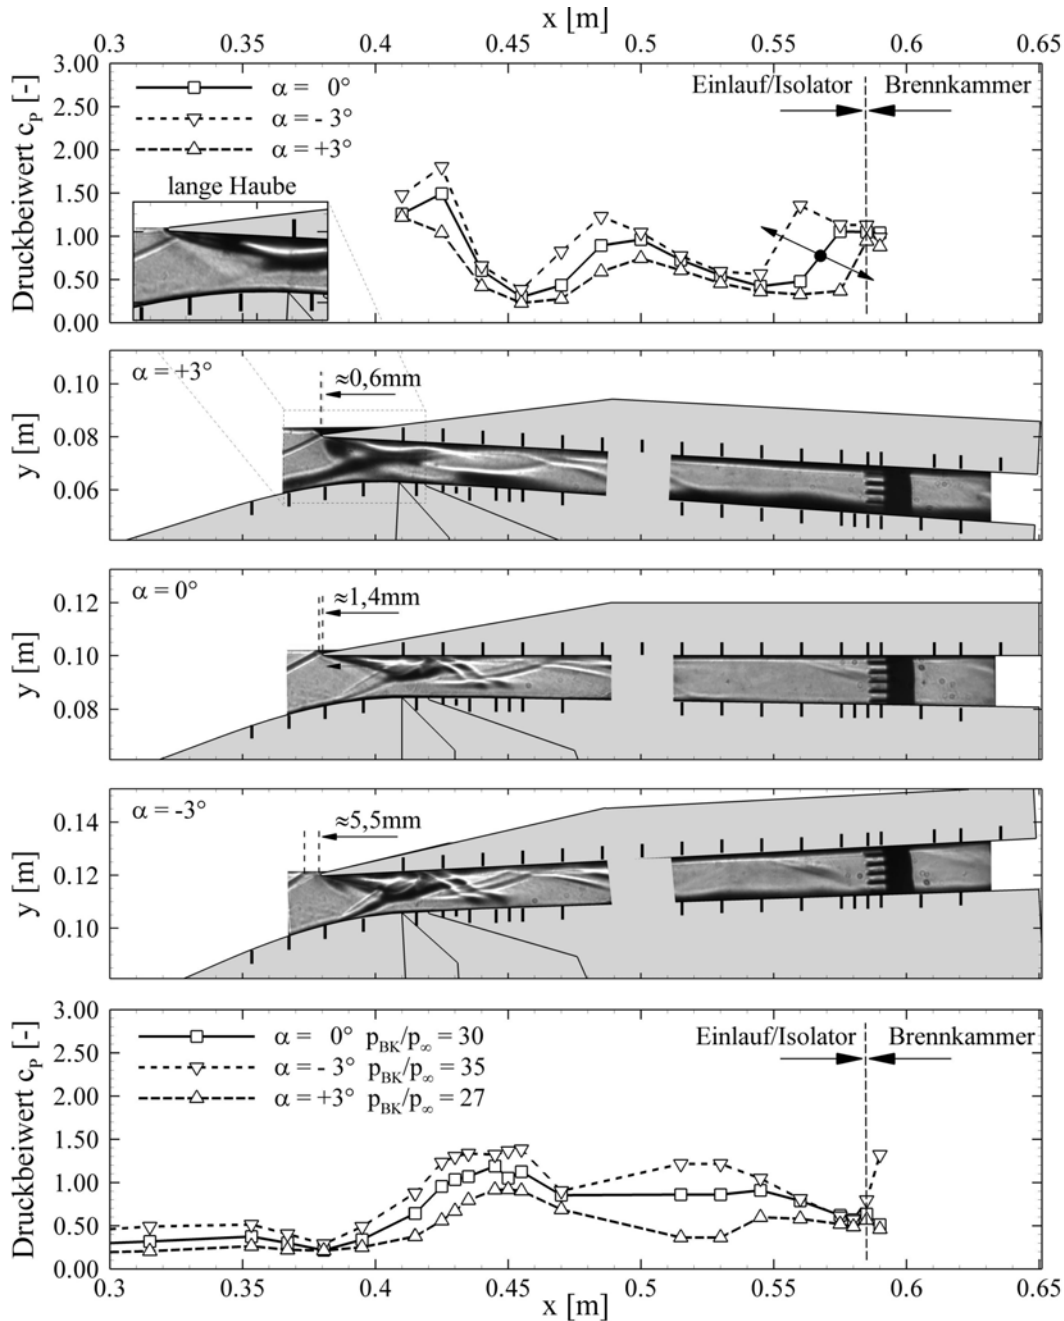 x [m]
0.3 0.35 0.4 0.45 0.5 0.55 0.6 0.65
Druckbeiwert c_P [-]
3.00
2.50
2.00
1.50
1.00
0.50
0.00
α = 0°
α = - 3°
α = +3°
Einlauf/Isolator Brennkammer
lange Haube
y [m]
0.10
0.08
0.06
α = +3°
≈0,6mm
y [m]
0.12
0.10
0.08
α = 0°
≈1,4mm
y [m]
0.14
0.12
0.10
α = -3°
≈5,5mm
Druckbeiwert c_P [-]
3.00
2.50
2.00
1.50
1.00
0.50
0.00
α = 0° p_BK/p_∞ = 30
α = - 3° p_BK/p_∞ = 35
α = +3° p_BK/p_∞ = 27
Einlauf/Isolator Brennkammer
0.3 0.35 0.4 0.45 0.5 0.55 0.6 0.65
x [m]